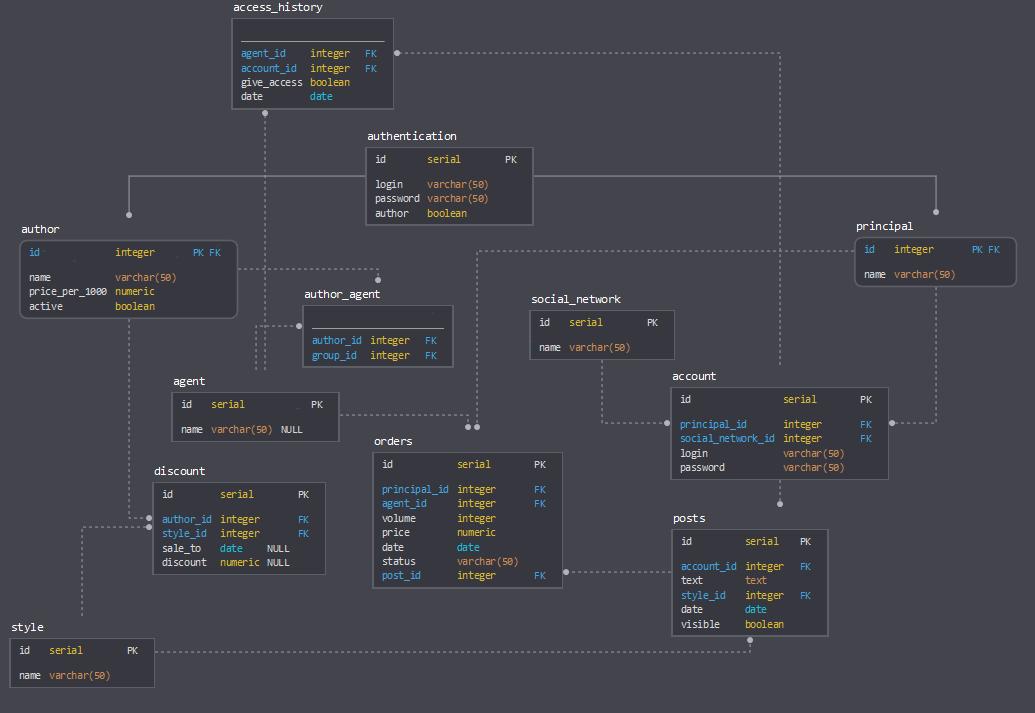 access_history
agent_id integer FK
account_id integer FK
give_access boolean
date date
authentication
id serial PK
login varchar(50)
password varchar(50)
author boolean
author
id integer PK FK
name varchar(50)
price_per_1000 numeric
active boolean
principal
id integer PK FK
name varchar(50)
author_agent
author_id integer FK
group_id integer FK
social_network
id serial PK
name varchar(50)
agent
id serial PK
name varchar(50) NULL
account
id serial PK
principal_id integer FK
social_network_id integer FK
login varchar(50)
password varchar(50)
orders
id serial PK
principal_id integer FK
agent_id integer FK
volume integer
price numeric
date date
status varchar(50)
post_id integer FK
discount
id serial PK
author_id integer FK
style_id integer FK
sale_to date NULL
discount numeric NULL
posts
id serial PK
account_id integer FK
text text
style_id integer FK
date date
visible boolean
style
id serial PK
name varchar(50)